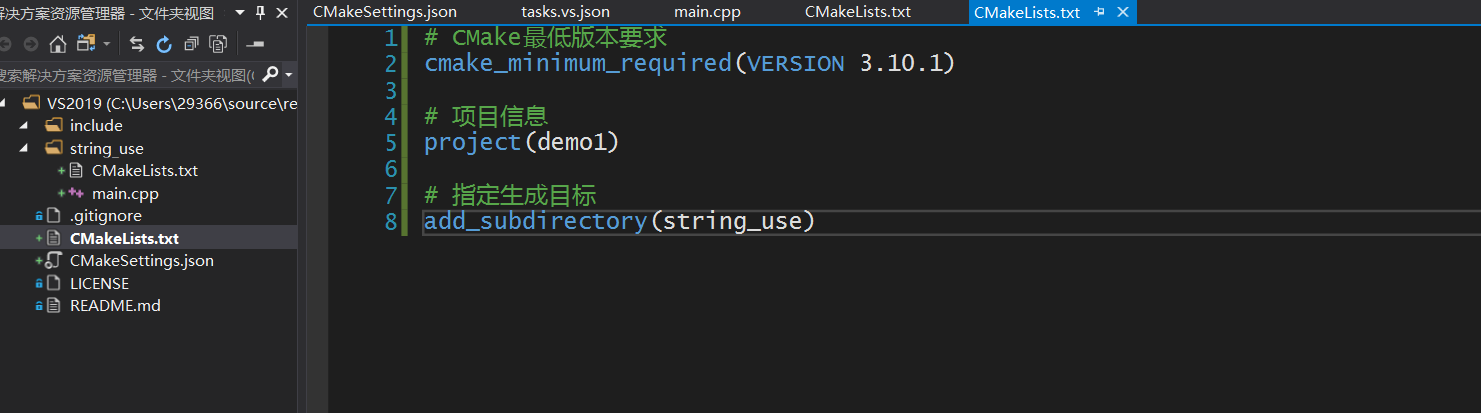 解决方案资源管理器 - 文件夹视图
搜索解决方案资源管理器 - 文件夹视图(
VS2019 (C:\Users\29366\source\re
include
string_use
CMakeLists.txt
main.cpp
.gitignore
CMakeLists.txt
CMakeSettings.json
LICENSE
README.md
CMakeSettings.json tasks.vs.json main.cpp CMakeLists.txt CMakeLists.txt
1 # CMake最低版本要求
2 cmake_minimum_required(VERSION 3.10.1)
3
4 # 项目信息
5 project(demo1)
6
7 # 指定生成目标
8 add_subdirectory(string_use)